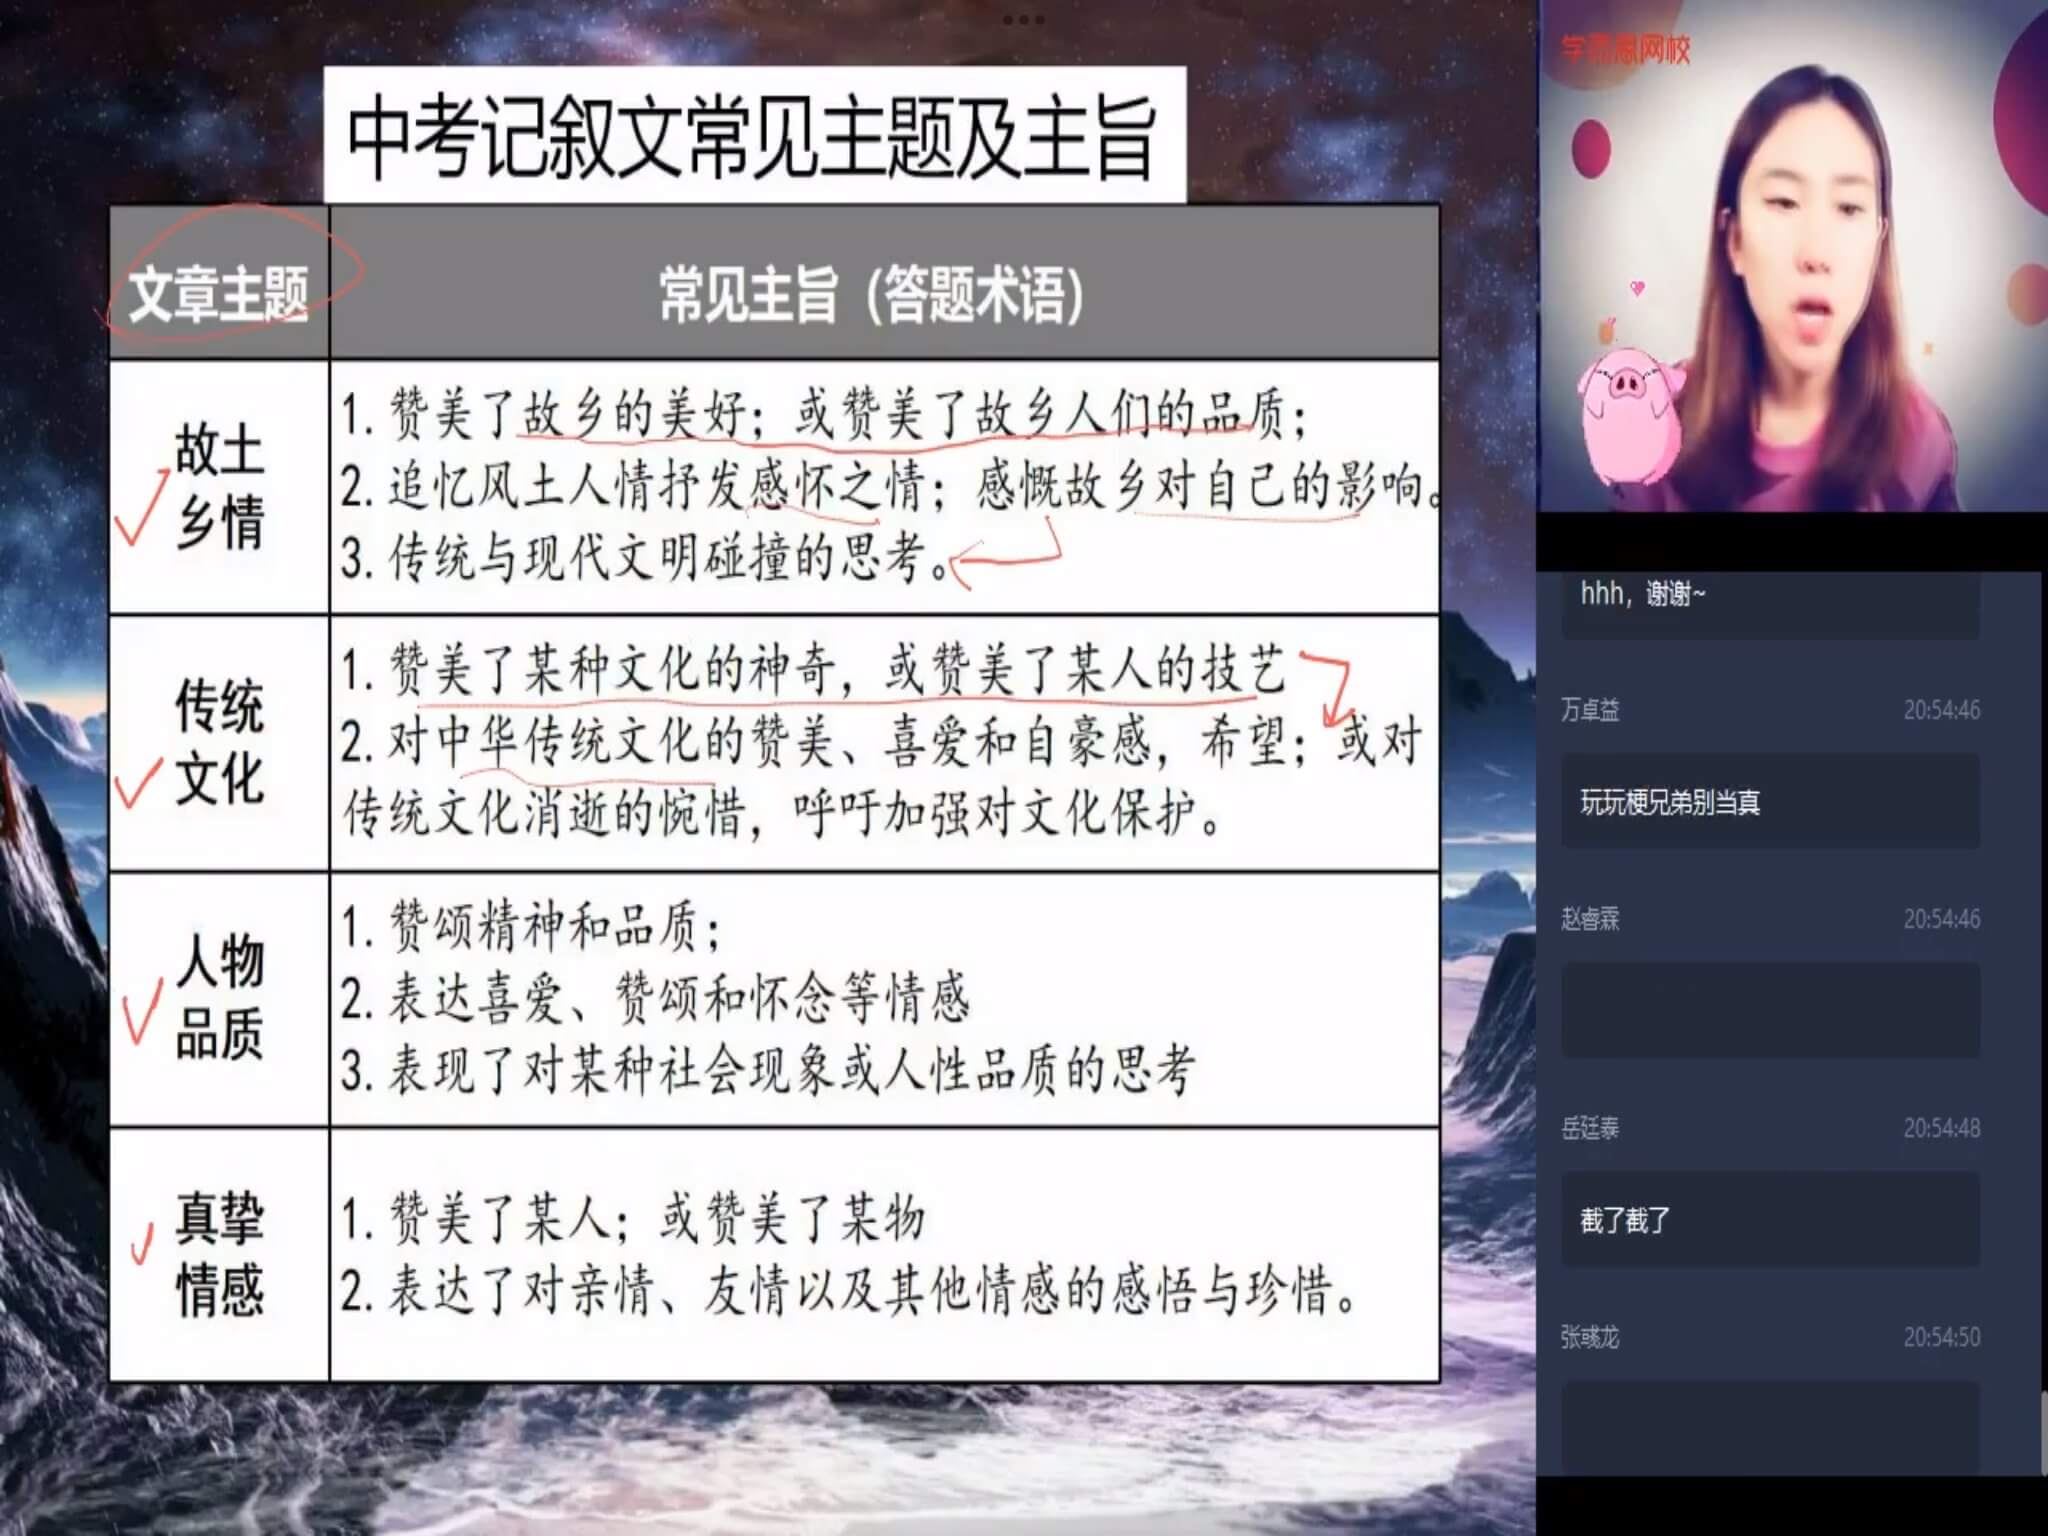 中考记叙文常见主题及主旨
文章主题
常见主旨（答题术语）
故土
乡情
1. 赞美了故乡的美好；或赞美了故乡人们的品质；
2. 追忆风土人情抒发感怀之情；感慨故乡对自己的影响。
3. 传统与现代文明碰撞的思考。
传统
文化
1. 赞美了某种文化的神奇，或赞美了某人的技艺
2. 对中华传统文化的赞美、喜爱和自豪感，希望；或对
传统文化消逝的惋惜，呼吁加强对文化保护。
人物
品质
1. 赞颂精神和品质；
2. 表达喜爱、赞颂和怀念等情感
3. 表现了对某种社会现象或人性品质的思考
真挚
情感
1. 赞美了某人；或赞美了某物
2. 表达了对亲情、友情以及其他情感的感悟与珍惜。
学而思网校
hhh，谢谢~
万卓益 20:54:46
玩玩梗兄弟别当真
赵睿霖 20:54:46
岳廷泰 20:54:48
截了截了
张彧龙 20:54:50